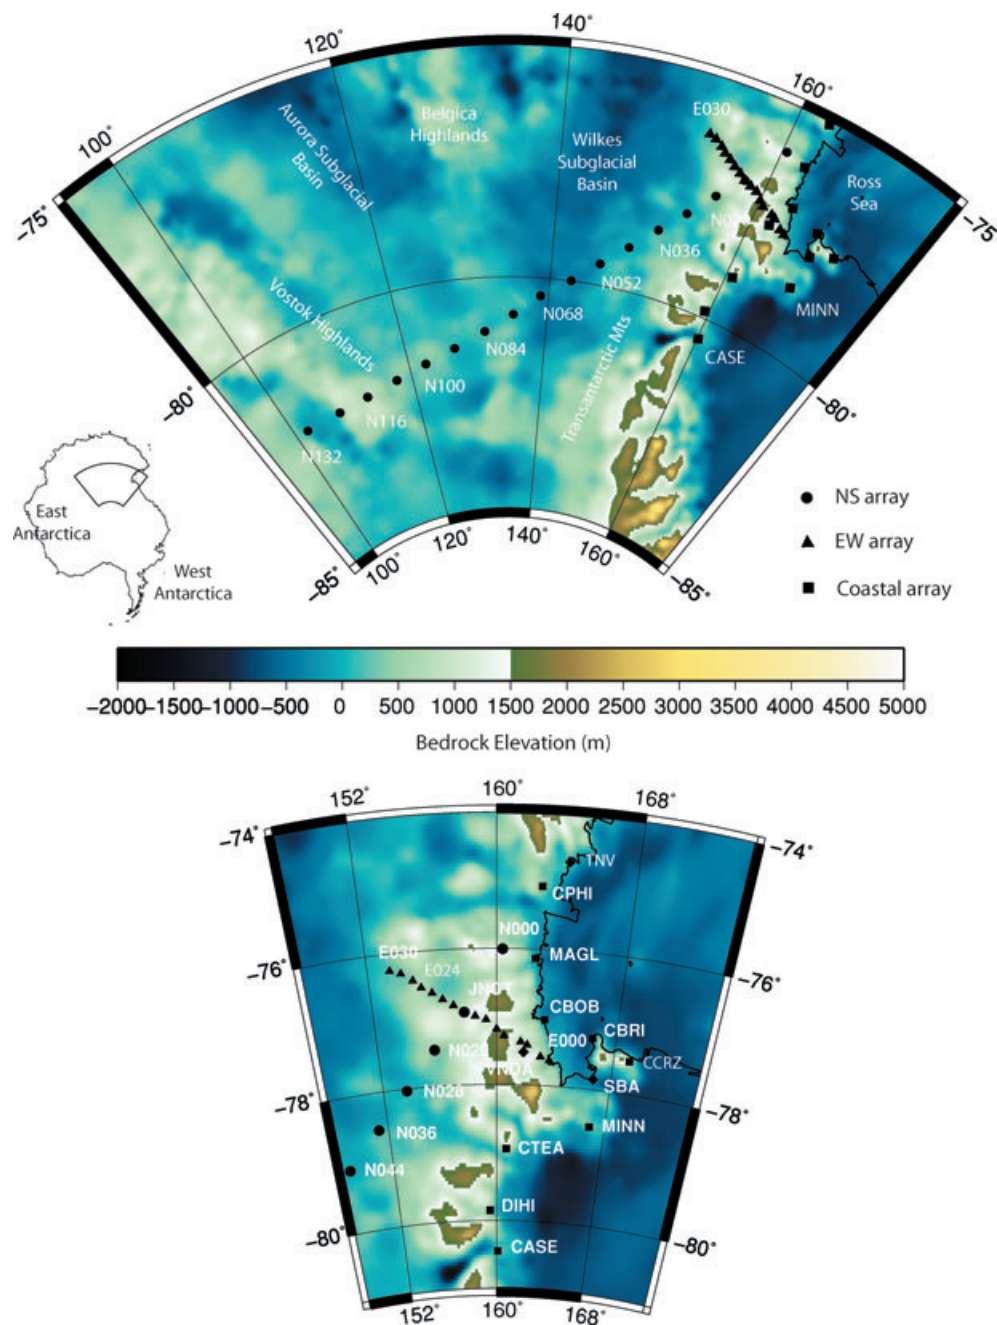 140°
120°
160°
100°
E030
Belgica
Highlands
Aurora Subglacial
Basin
Wilkes
Subglacial
Basin
Ross
Sea
−75
−75
N036
N052
MINN
N068
Vostok Highlands
N084
CASE
Transantarctic Mts
N100
−80
−80
N116
N132
East
Antarctica
West
Antarctica
100°
120°
140°
160°
−85°
−85
NS array
EW array
Coastal array
−2000 −1500 −1000 −500 0 500 1000 1500 2000 2500 3000 3500 4000 4500 5000
Bedrock Elevation (m)
152°
160°
168°
−74°
−74°
TNV
CPHI
N000
MAGL
E030
E024
−76°
−76°
JNCT
CBOB
E000
CBRI
CCRZ
VNDA
SBA
N028
−78°
−78°
MINN
N036
CTEA
N044
DIHI
CASE
−80°
−80°
152°
160°
168°